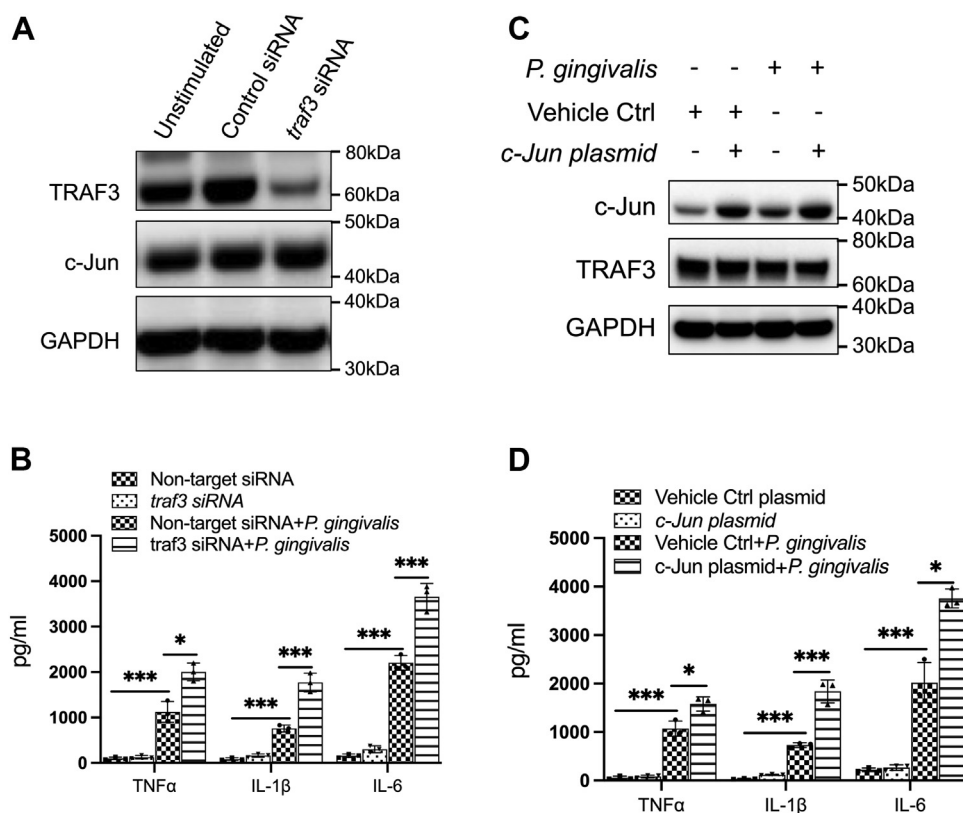 A
Unstimulated
Control siRNA
traf3 siRNA
80kDa
TRAF3
60kDa
50kDa
c-Jun
40kDa
40kDa
GAPDH
30kDa
C
P. gingivalis - - + +
Vehicle Ctrl + + - -
c-Jun plasmid - + - +
50kDa
c-Jun
40kDa
80kDa
TRAF3
60kDa
40kDa
GAPDH
30kDa
B
Non-target siRNA
traf3 siRNA
Non-target siRNA+P. gingivalis
traf3 siRNA+P. gingivalis
pg/ml
5000
4000
3000
2000
1000
0
*** *
*** ***
*** ***
TNFα IL-1β IL-6
D
Vehicle Ctrl plasmid
c-Jun plasmid
Vehicle Ctrl+P. gingivalis
c-Jun plasmid+P. gingivalis
pg/ml
5000
4000
3000
2000
1000
0
*** *
*** ***
*** *
TNFα IL-1β IL-6